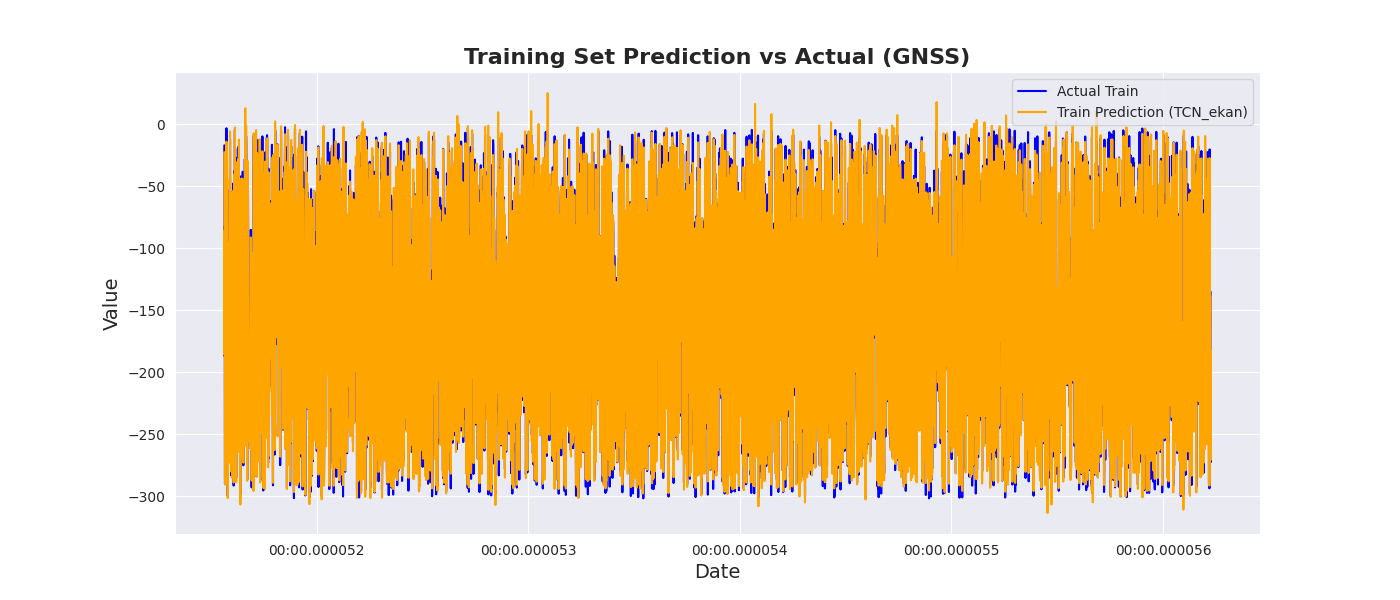 Training Set Prediction vs Actual (GNSS)
Actual Train
Train Prediction (TCN_ekan)
0
−50
−100
−150
−200
−250
−300
Value
00:00.000052
00:00.000053
00:00.000054
00:00.000055
00:00.000056
Date